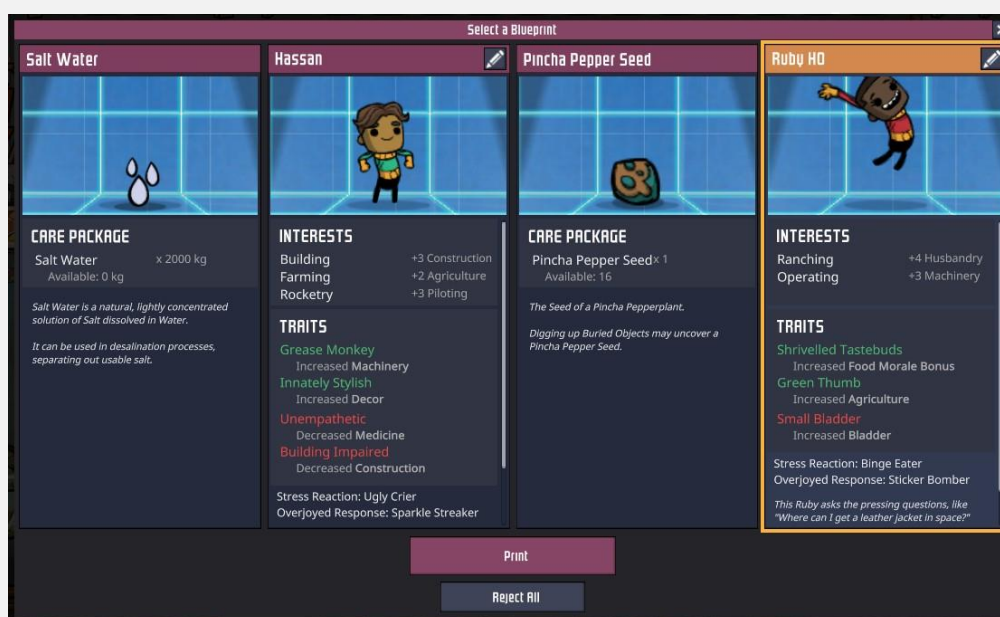 Select a Blueprint
Salt Water
CARE PACKAGE
Salt Water x 2000 kg
Available: 0 kg
Salt Water is a natural, lightly concentrated
solution of Salt dissolved in Water.
It can be used in desalination processes,
separating out usable salt.
Hassan
INTERESTS
Building +3 Construction
Farming +2 Agriculture
Rocketry +3 Piloting
TRAITS
Grease Monkey
Increased Machinery
Innately Stylish
Increased Decor
Unempathetic
Decreased Medicine
Building Impaired
Decreased Construction
Stress Reaction: Ugly Crier
Overjoyed Response: Sparkle Streaker
Pincha Pepper Seed
CARE PACKAGE
Pincha Pepper Seed x 1
Available: 16
The Seed of a Pincha Pepperplant.
Digging up Buried Objects may uncover a
Pincha Pepper Seed.
Ruby HO
INTERESTS
Ranching +4 Husbandry
Operating +3 Machinery
TRAITS
Shrivelled Tastebuds
Increased Food Morale Bonus
Green Thumb
Increased Agriculture
Small Bladder
Increased Bladder
Stress Reaction: Binge Eater
Overjoyed Response: Sticker Bomber
This Ruby asks the pressing questions, like
"Where can I get a leather jacket in space?"
Print
Reject All